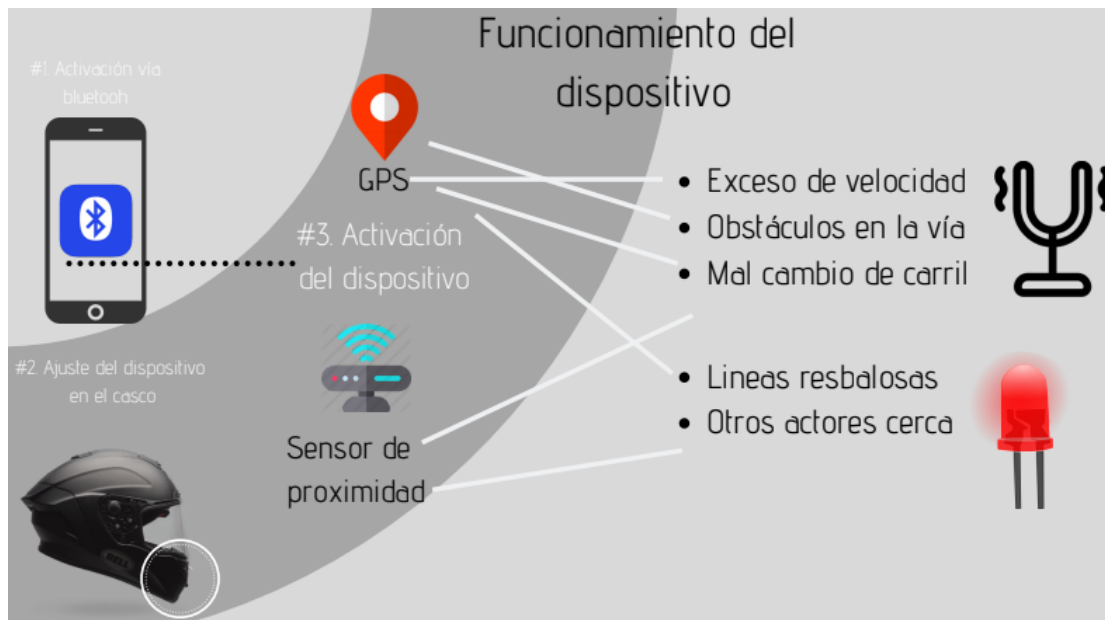 Funcionamiento del
dispositivo
#1. Activación vía
bluetooh
GPS
#3. Activación
del dispositivo
• Exceso de velocidad
• Obstáculos en la vía
• Mal cambio de carril
#2. Ajuste del dispositivo
en el casco
• Lineas resbalosas
• Otros actores cerca
Sensor de
proximidad
BELL